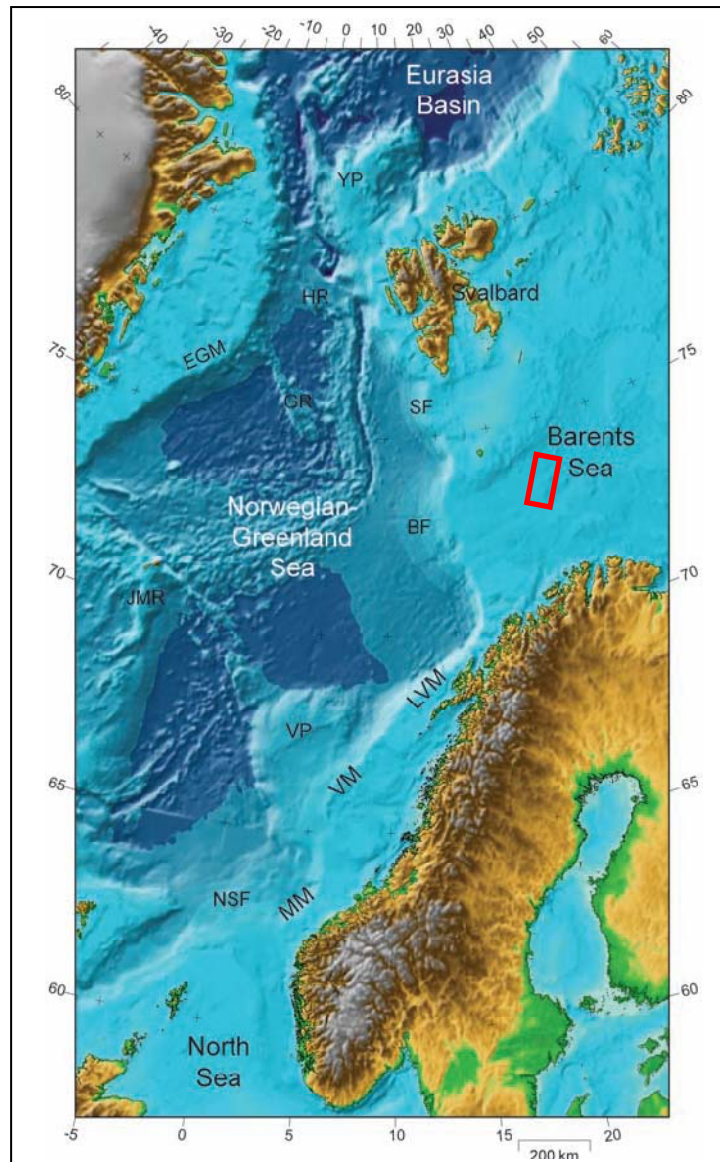 -40 -30 -20 -10 0 10 20 30 40 50 60
80 80
Eurasia
Basin
YP
Svalbard
HR
75 75
EGM
GR
SF
Barents
Sea
Norwegian-
Greenland
Sea
BF
70 70
JMR
LVM
VP
VM
65 65
NSF
MM
60 60
North
Sea
-5 0 5 10 15 20
200 km